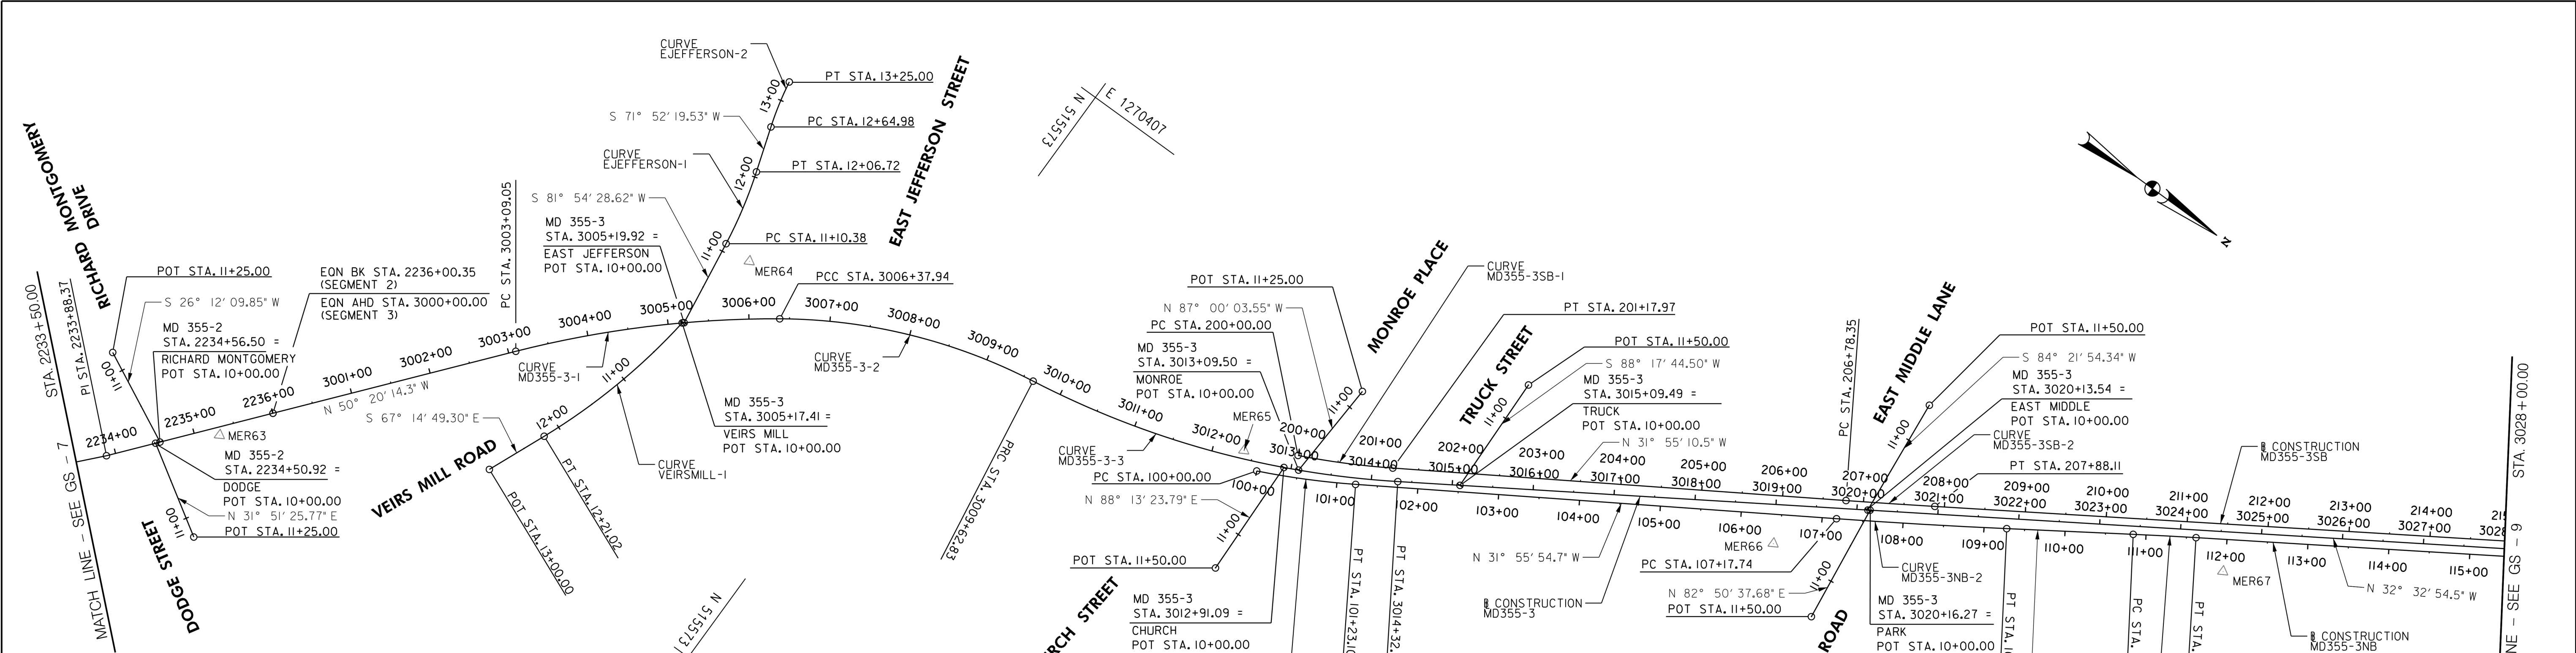 CURVE
EJEFFERSON-2
PT STA. 13+25.00
13+00
S 71° 52' 19.53" W
PC STA. 12+64.98
CURVE
EJEFFERSON-1
PT STA. 12+06.72
12+00
S 81° 54' 28.62" W
EAST JEFFERSON STREET
PC STA. 11+10.38
11+00
MER64
MD 355-3
STA. 3005+19.92 =
EAST JEFFERSON
POT STA. 10+00.00
N 515573
E 1270407
N
RICHARD MONTGOMERY
DRIVE
STA. 2233+50.00
MATCH LINE - SEE GS - 7
PI STA. 2233+88.37
POT STA. 11+25.00
S 26° 12' 09.85" W
11+00
MD 355-2
STA. 2234+56.50 =
RICHARD MONTGOMERY
POT STA. 10+00.00
EQN BK STA. 2236+00.35
(SEGMENT 2)
EQN AHD STA. 3000+00.00
(SEGMENT 3)
PC STA. 3003+09.05
2234+00
2235+00
2236+00
3001+00
3002+00
3003+00
3004+00
3005+00
3006+00
3007+00
3008+00
3009+00
3010+00
3011+00
3012+00
3013+00
3014+00
3015+00
3016+00
3017+00
3018+00
3019+00
3020+00
3021+00
3022+00
3023+00
3024+00
3025+00
3026+00
3027+00
3028
N 50° 20' 14.3" W
MER63
MD 355-2
STA. 2234+50.92 =
DODGE
POT STA. 10+00.00
N 31° 51' 25.77" E
POT STA. 11+25.00
11+00
DODGE STREET
CURVE
MD355-3-1
PCC STA. 3006+37.94
CURVE
MD355-3-2
S 67° 14' 49.30" E
11+00
12+00
VEIRS MILL ROAD
POT STA. 13+00.00
PT STA. 12+21.02
CURVE
VEIRSMILL-1
MD 355-3
STA. 3005+17.41 =
VEIRS MILL
POT STA. 10+00.00
N 515573
PRC STA. 3009+62.83
CURVE
MD355-3-3
POT STA. 11+25.00
N 87° 00' 03.55" W
PC STA. 200+00.00
MD 355-3
STA. 3013+09.50 =
MONROE
POT STA. 10+00.00
MER65
11+00
MONROE PLACE
CURVE
MD355-3SB-1
PT STA. 201+17.97
TRUCK STREET
11+00
POT STA. 11+50.00
S 88° 17' 44.50" W
MD 355-3
STA. 3015+09.49 =
TRUCK
POT STA. 10+00.00
N 31° 55' 10.5" W
200+00
201+00
202+00
203+00
204+00
205+00
206+00
207+00
208+00
209+00
210+00
211+00
212+00
213+00
214+00
PC STA. 206+78.35
EAST MIDDLE LANE
11+00
POT STA. 11+50.00
S 84° 21' 54.34" W
MD 355-3
STA. 3020+13.54 =
EAST MIDDLE
POT STA. 10+00.00
CURVE
MD355-3SB-2
PT STA. 207+88.11
CONSTRUCTION
MD355-3SB
STA. 3028+00.00
NE - SEE GS - 9
PC STA. 100+00.00
N 88° 13' 23.79" E
11+00
POT STA. 11+50.00
RCH STREET
MD 355-3
STA. 3012+91.09 =
CHURCH
POT STA. 10+00.00
PT STA. 101+23.10
PT STA. 3014+32.
100+00
101+00
102+00
103+00
104+00
105+00
106+00
107+00
108+00
109+00
110+00
111+00
112+00
113+00
114+00
115+00
N 31° 55' 54.7" W
CONSTRUCTION
MD355-3
MER66
PC STA. 107+17.74
N 82° 50' 37.68" E
POT STA. 11+50.00
11+00
ROAD
CURVE
MD355-3NB-2
MD 355-3
STA. 3020+16.27 =
PARK
POT STA. 10+00.00
PT STA. 10
PC STA.
PT STA.
MER67
N 32° 32' 54.5" W
CONSTRUCTION
MD355-3NB